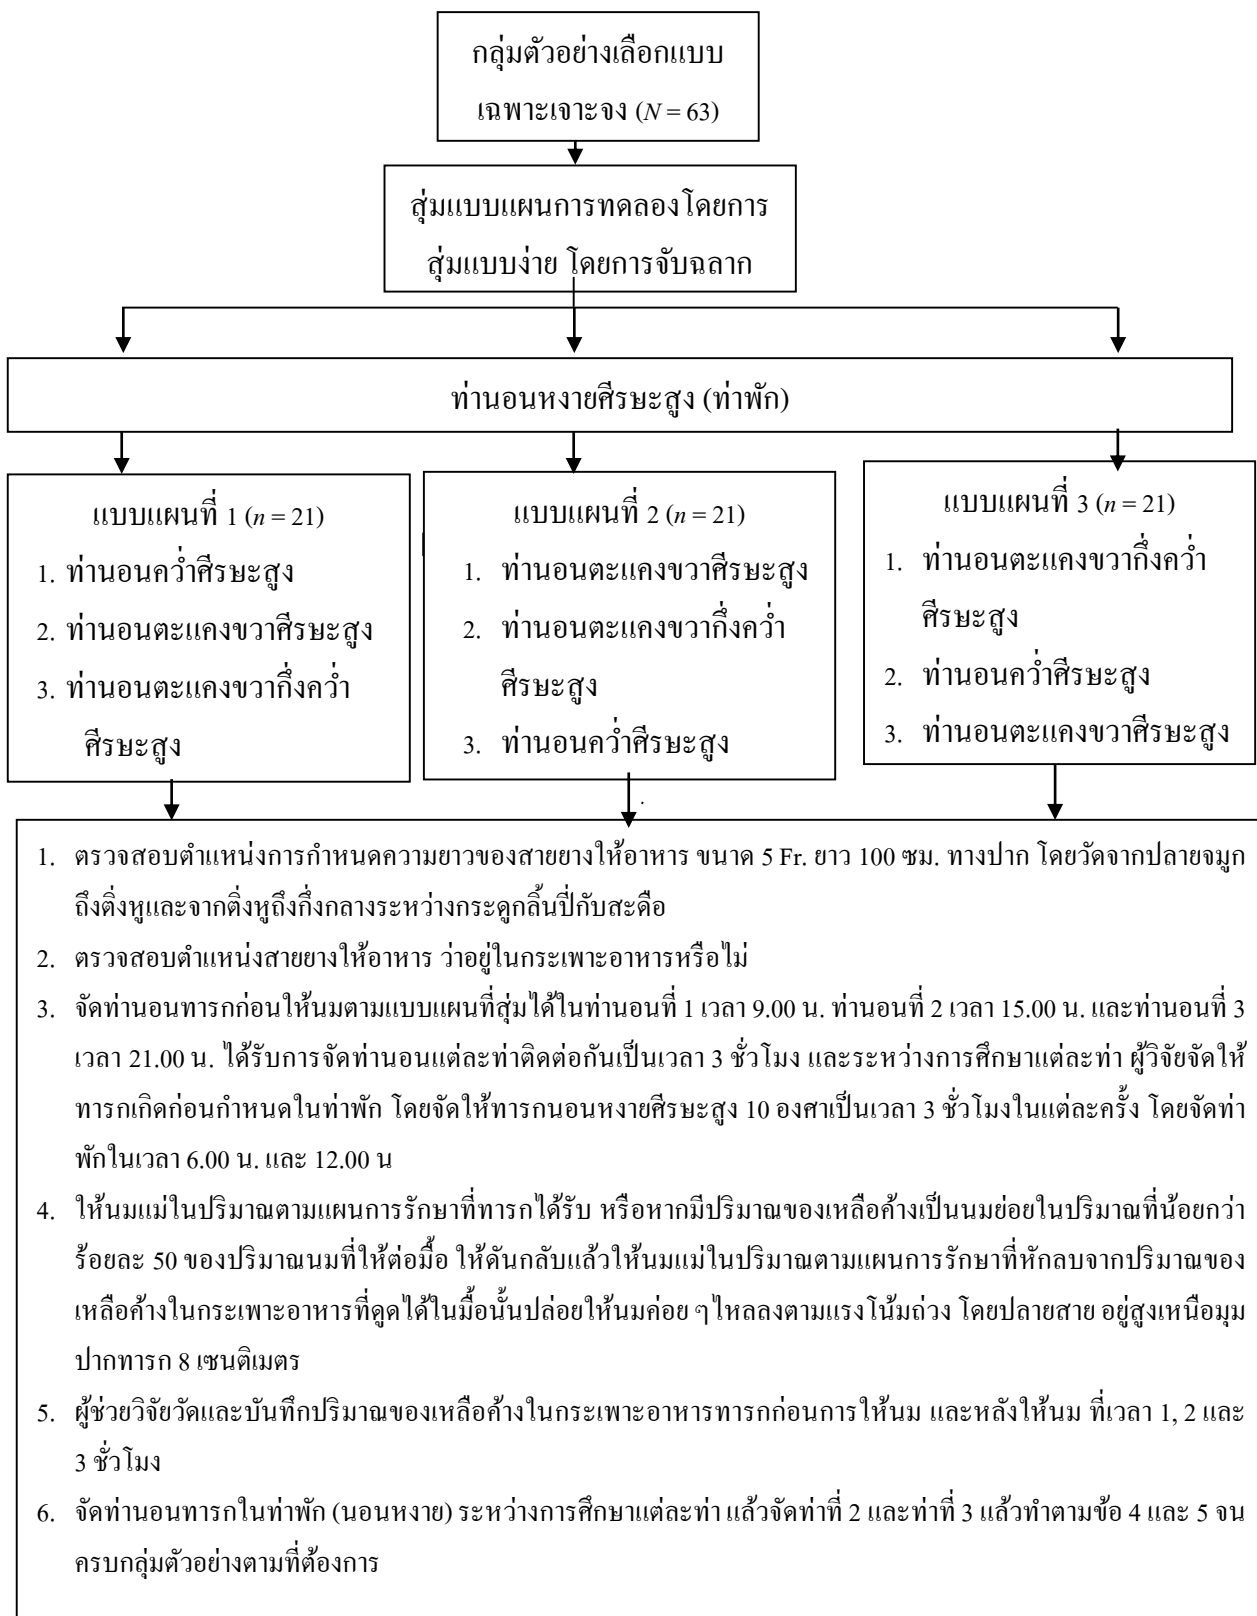 กลุ่มตัวอย่างเลือกแบบ
เฉพาะเจาะจง (N = 63)
สุ่มแบบแผนการทดลองโดยการ
สุ่มแบบง่าย โดยการจับฉลาก
ท่านอนหงายศีรษะสูง (ท่าพัก)
แบบแผนที่ 1 (n = 21)
1. ท่านอนคว่ำศีรษะสูง
2. ท่านอนตะแคงขวาศีรษะสูง
3. ท่านอนตะแคงขวากึ่งคว่ำ
ศีรษะสูง
แบบแผนที่ 2 (n = 21)
1. ท่านอนตะแคงขวาศีรษะสูง
2. ท่านอนตะแคงขวากึ่งคว่ำ
ศีรษะสูง
3. ท่านอนคว่ำศีรษะสูง
แบบแผนที่ 3 (n = 21)
1. ท่านอนตะแคงขวากึ่งคว่ำ
ศีรษะสูง
2. ท่านอนคว่ำศีรษะสูง
3. ท่านอนตะแคงขวาศีรษะสูง
1. ตรวจสอบตำแหน่งการกำหนดความยาวของสายยางให้อาหาร ขนาด 5 Fr. ยาว 100 ซม. ทางปาก โดยวัดจากปลายจมูก
ถึงติ่งหูและจากติ่งหูถึงกึ่งกลางระหว่างกระดูกลิ้นปี่กับสะดือ
2. ตรวจสอบตำแหน่งสายยางให้อาหาร ว่าอยู่ในกระเพาะอาหารหรือไม่
3. จัดท่านอนทารกก่อนให้นมตามแบบแผนที่สุ่มได้ในท่านอนที่ 1 เวลา 9.00 น. ท่านอนที่ 2 เวลา 15.00 น. และท่านอนที่ 3
เวลา 21.00 น. ได้รับการจัดท่านอนแต่ละท่าติดต่อกันเป็นเวลา 3 ชั่วโมง และระหว่างการศึกษาแต่ละท่า ผู้วิจัยจัดให้
ทารกเกิดก่อนกำหนดในท่าพัก โดยจัดให้ทารกนอนหงายศีรษะสูง 10 องศาเป็นเวลา 3 ชั่วโมงในแต่ละครั้ง โดยจัดท่า
พักในเวลา 6.00 น. และ 12.00 น
4. ให้นมแม่ในปริมาณตามแผนการรักษาที่ทารกได้รับ หรือหากมีปริมาณของเหลือค้างเป็นนมย่อยในปริมาณที่น้อยกว่า
ร้อยละ 50 ของปริมาณนมที่ให้ต่อมื้อ ให้ดันกลับแล้วให้นมแม่ในปริมาณตามแผนการรักษาที่หักลบจากปริมาณของ
เหลือค้างในกระเพาะอาหารที่ดูดได้ในมื้อนั้นปล่อยให้นมค่อย ๆ ไหลลงตามแรงโน้มถ่วง โดยปลายสาย อยู่สูงเหนือมุม
ปากทารก 8 เซนติเมตร
5. ผู้ช่วยวิจัยวัดและบันทึกปริมาณของเหลือค้างในกระเพาะอาหารทารกก่อนการให้นม และหลังให้นม ที่เวลา 1, 2 และ
3 ชั่วโมง
6. จัดท่านอนทารกในท่าพัก (นอนหงาย) ระหว่างการศึกษาแต่ละท่า แล้วจัดท่าที่ 2 และท่าที่ 3 แล้วทำตามข้อ 4 และ 5 จน
ครบกลุ่มตัวอย่างตามที่ต้องการ